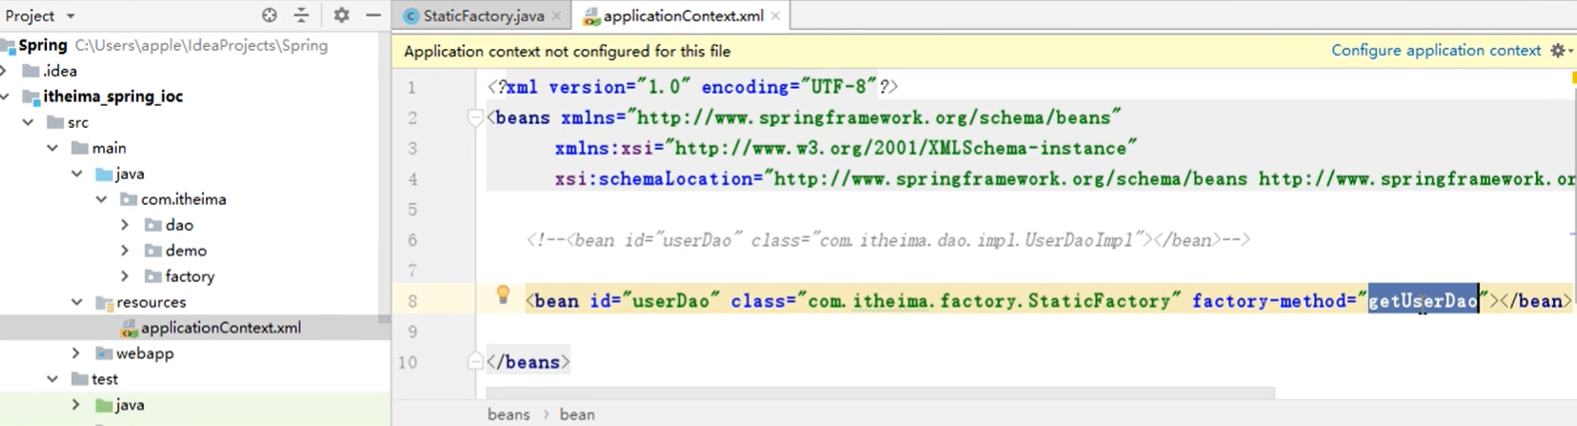 Project
StaticFactory.java
applicationContext.xml
Spring C:\Users\apple\IdeaProjects\Spring
.idea
itheima_spring_ioc
src
main
java
com.itheima
dao
demo
factory
resources
applicationContext.xml
webapp
test
java
Application context not configured for this file
Configure application context
1 <?xml version="1.0" encoding="UTF-8"?>
2 <beans xmlns="http://www.springframework.org/schema/beans"
3 xmlns:xsi="http://www.w3.org/2001/XMLSchema-instance"
4 xsi:schemaLocation="http://www.springframework.org/schema/beans http://www.springframework.or
5
6 <!--<bean id="userDao" class="com.itheima.dao.impl.UserDaoImpl"></bean>-->
7
8 <bean id="userDao" class="com.itheima.factory.StaticFactory" factory-method="getUserDao"></bean>
9
10 </beans>
beans › bean